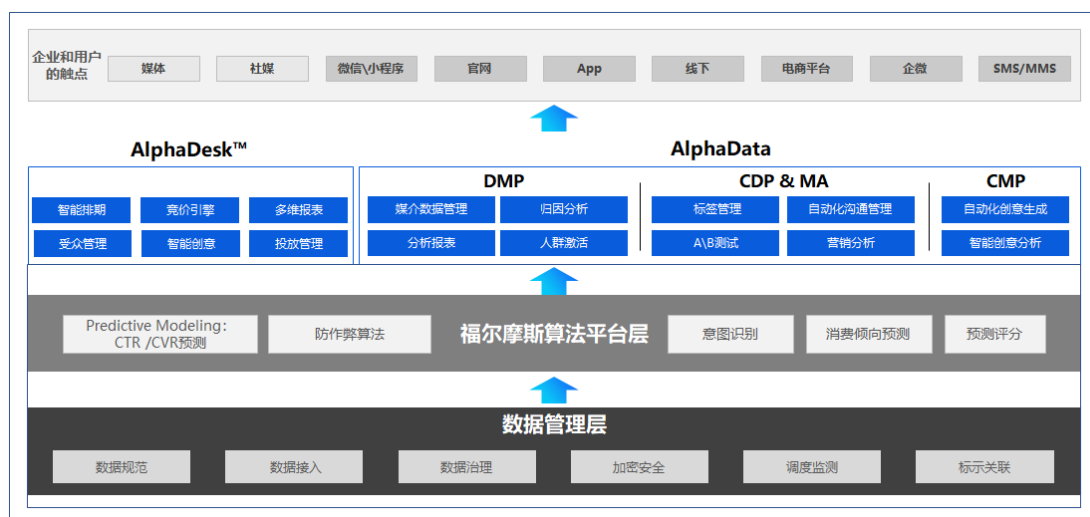 企业和用户
的触点
媒体
社媒
微信\小程序
官网
App
线下
电商平台
企微
SMS/MMS
AlphaDesk™
AlphaData
智能排期
竞价引擎
多维报表
受众管理
智能创意
投放管理
DMP
媒介数据管理
归因分析
分析报表
人群激活
CDP & MA
标签管理
自动化沟通管理
A\B测试
营销分析
CMP
自动化创意生成
智能创意分析
Predictive Modeling：
CTR /CVR预测
防作弊算法
福尔摩斯算法平台层
意图识别
消费倾向预测
预测评分
数据管理层
数据规范
数据接入
数据治理
加密安全
调度监测
标示关联